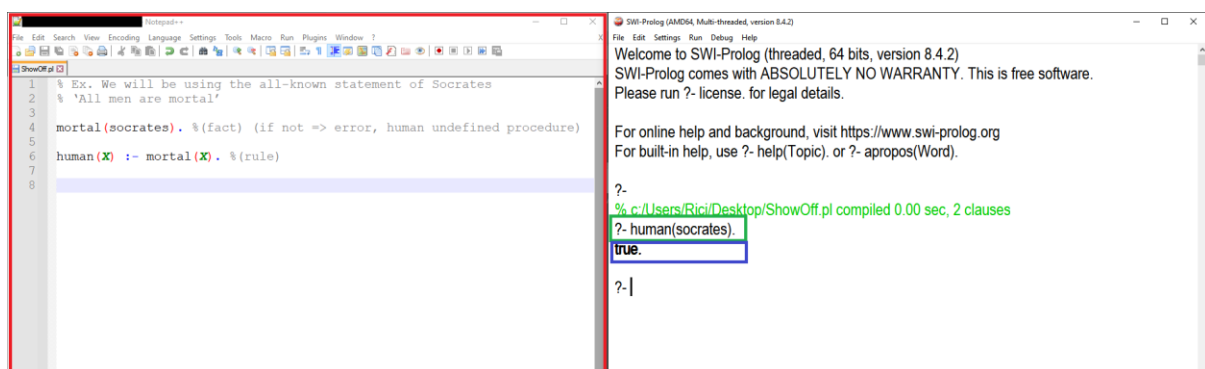 Notepad++
File Edit Search View Encoding Language Settings Tools Macro Run Plugins Window ? X
ShowOff.pl
1 % Ex. We will be using the all-known statement of Socrates
2 % ‘All men are mortal’
3
4 mortal(socrates). %(fact) (if not => error, human undefined procedure)
5
6 human(X) :- mortal(X). %(rule)
7
8
SWI-Prolog (AMD64, Multi-threaded, version 8.4.2)
File Edit Settings Run Debug Help
Welcome to SWI-Prolog (threaded, 64 bits, version 8.4.2)
SWI-Prolog comes with ABSOLUTELY NO WARRANTY. This is free software.
Please run ?- license. for legal details.
For online help and background, visit https://www.swi-prolog.org
For built-in help, use ?- help(Topic). or ?- apropos(Word).
?-
% c:/Users/Rici/Desktop/ShowOff.pl compiled 0.00 sec, 2 clauses
?- human(socrates).
true.
?-